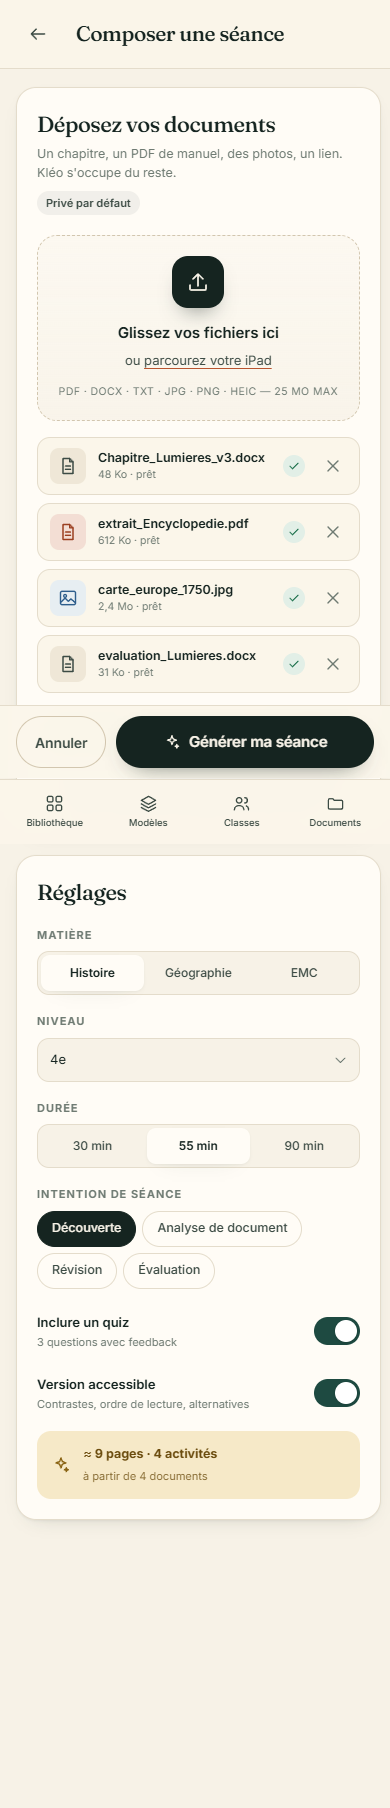 Composer une séance
Déposez vos documents
Un chapitre, un PDF de manuel, des photos, un lien.
Kléo s'occupe du reste.
Privé par défaut
Glissez vos fichiers ici
ou parcourez votre iPad
PDF · DOCX · TXT · JPG · PNG · HEIC — 25 MO MAX
Chapitre_Lumieres_v3.docx
48 Ko · prêt
extrait_Encyclopedie.pdf
612 Ko · prêt
carte_europe_1750.jpg
2,4 Mo · prêt
evaluation_Lumieres.docx
31 Ko · prêt
Annuler
Générer ma séance
Bibliothèque
Modèles
Classes
Documents
Réglages
MATIÈRE
Histoire
Géographie
EMC
NIVEAU
4e
DURÉE
30 min
55 min
90 min
INTENTION DE SÉANCE
Découverte
Analyse de document
Révision
Évaluation
Inclure un quiz
3 questions avec feedback
Version accessible
Contrastes, ordre de lecture, alternatives
≈ 9 pages · 4 activités
à partir de 4 documents